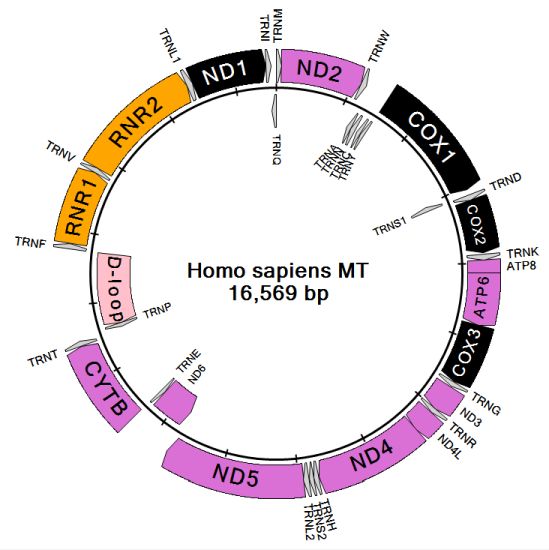 TRNM
TRNI
ND2
TRNW
ND1
TRNL1
RNR2
TRNV
RNR1
TRNF
TRNQ
TRNA
TRNN
TRNC
TRNY
COX1
TRND
TRNS1
COX2
TRNK
ATP8
ATP6
COX3
TRNG
ND3
TRNR
ND4L
ND4
TRNH
TRNS2
TRNL2
ND5
ND6
TRNE
CYTB
TRNT
TRNP
D-loop
Homo sapiens MT
16,569 bp